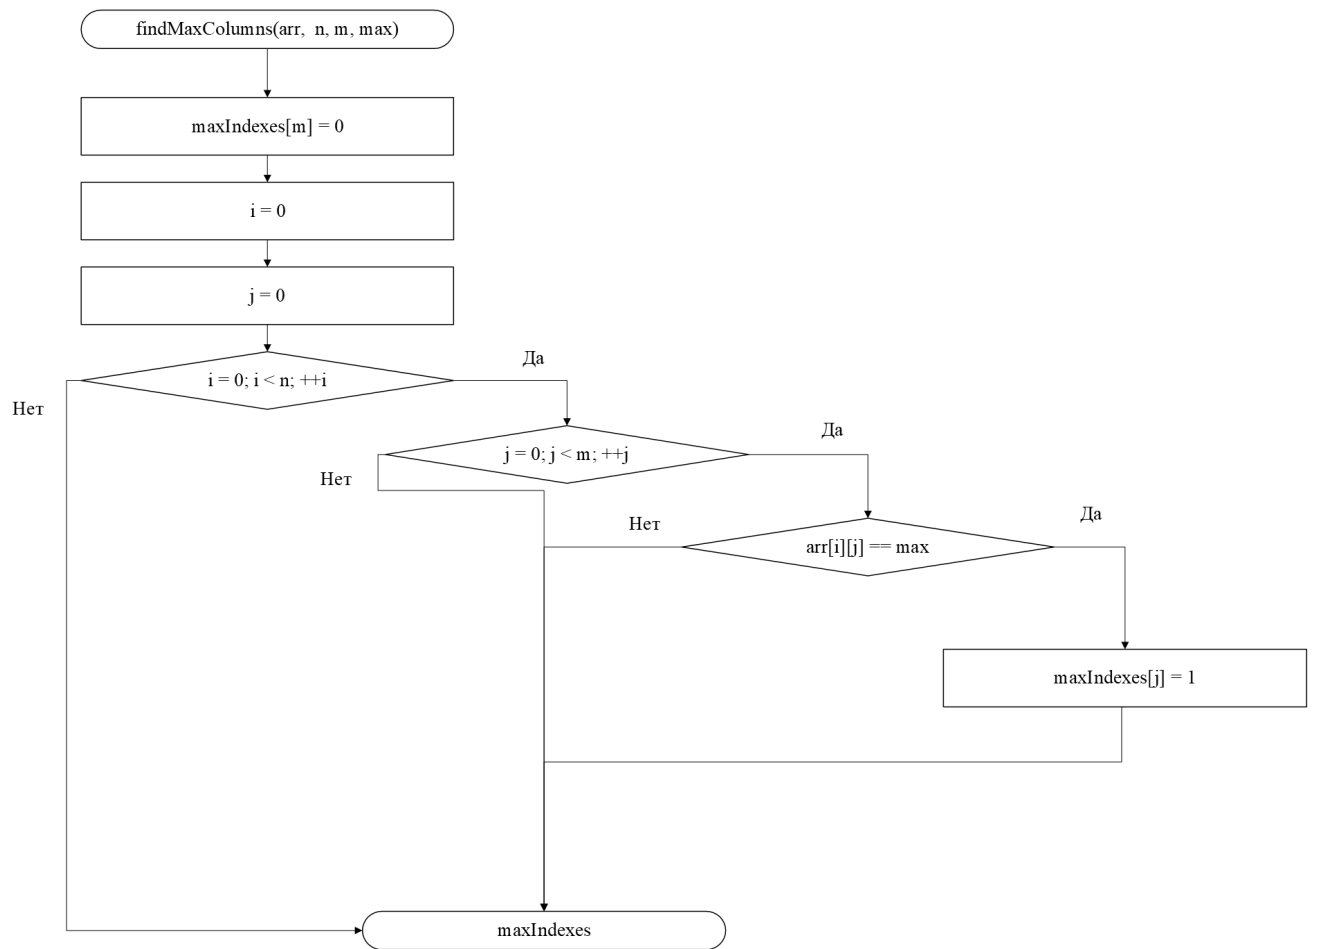 findMaxColumns(arr,  n, m, max)
maxIndexes[m] = 0
i = 0
j = 0
i = 0; i < n; ++i
Да
Нет
j = 0; j < m; ++j
Да
Нет
arr[i][j] == max
Нет
Да
maxIndexes[j] = 1
maxIndexes